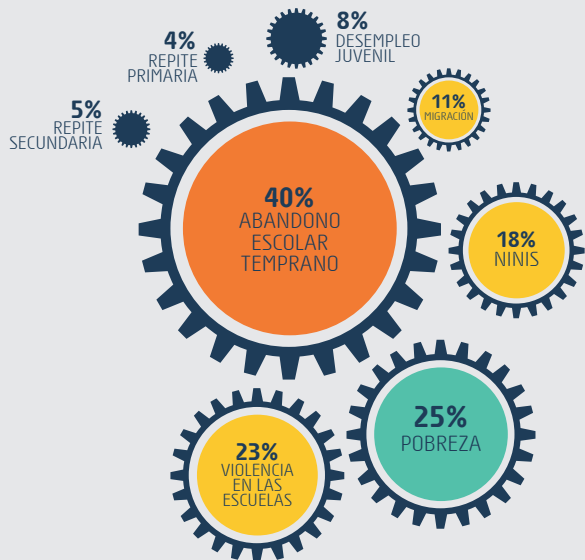 8%
DESEMPLEO
JUVENIL
4%
REPITE
PRIMARIA
5%
REPITE
SECUNDARIA
11%
MIGRACIÓN
40%
ABANDONO
ESCOLAR
TEMPRANO
18%
NINIS
25%
POBREZA
23%
VIOLENCIA
EN LAS
ESCUELAS